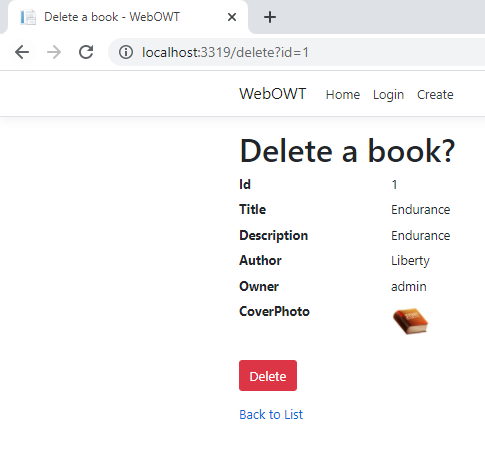 Delete a book - WebOWT
localhost:3319/delete?id=1
WebOWT Home Login Create
Delete a book?
Id 1
Title Endurance
Description Endurance
Author Liberty
Owner admin
CoverPhoto
Delete
Back to List